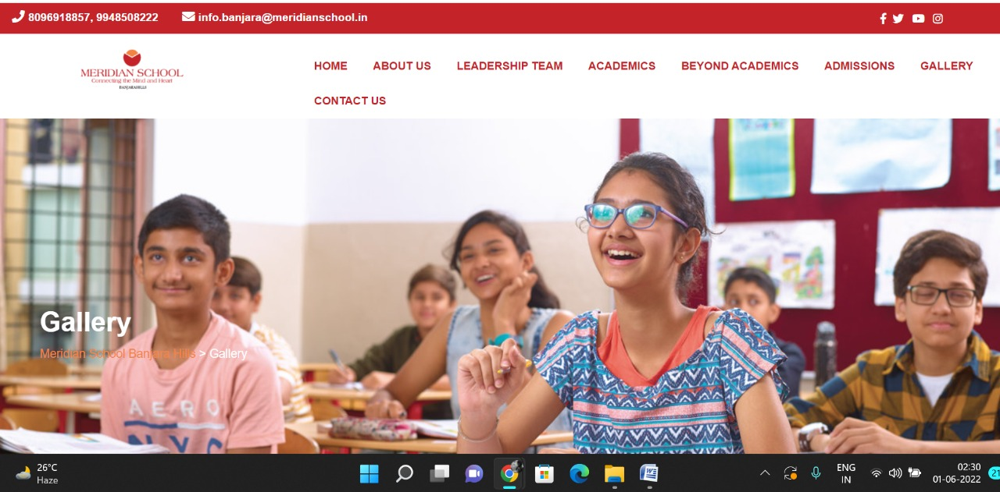 8096918857, 9948508222 info.banjara@meridianschool.in
MERIDIAN SCHOOL
Connecting the Mind and Heart
BANJARAHILLS
HOME ABOUT US LEADERSHIP TEAM ACADEMICS BEYOND ACADEMICS ADMISSIONS GALLERY
CONTACT US
Gallery
Meridian School Banjara Hills > Gallery
AERO
NYC
26°C
Haze
ENG
IN
02:30
01-06-2022
21